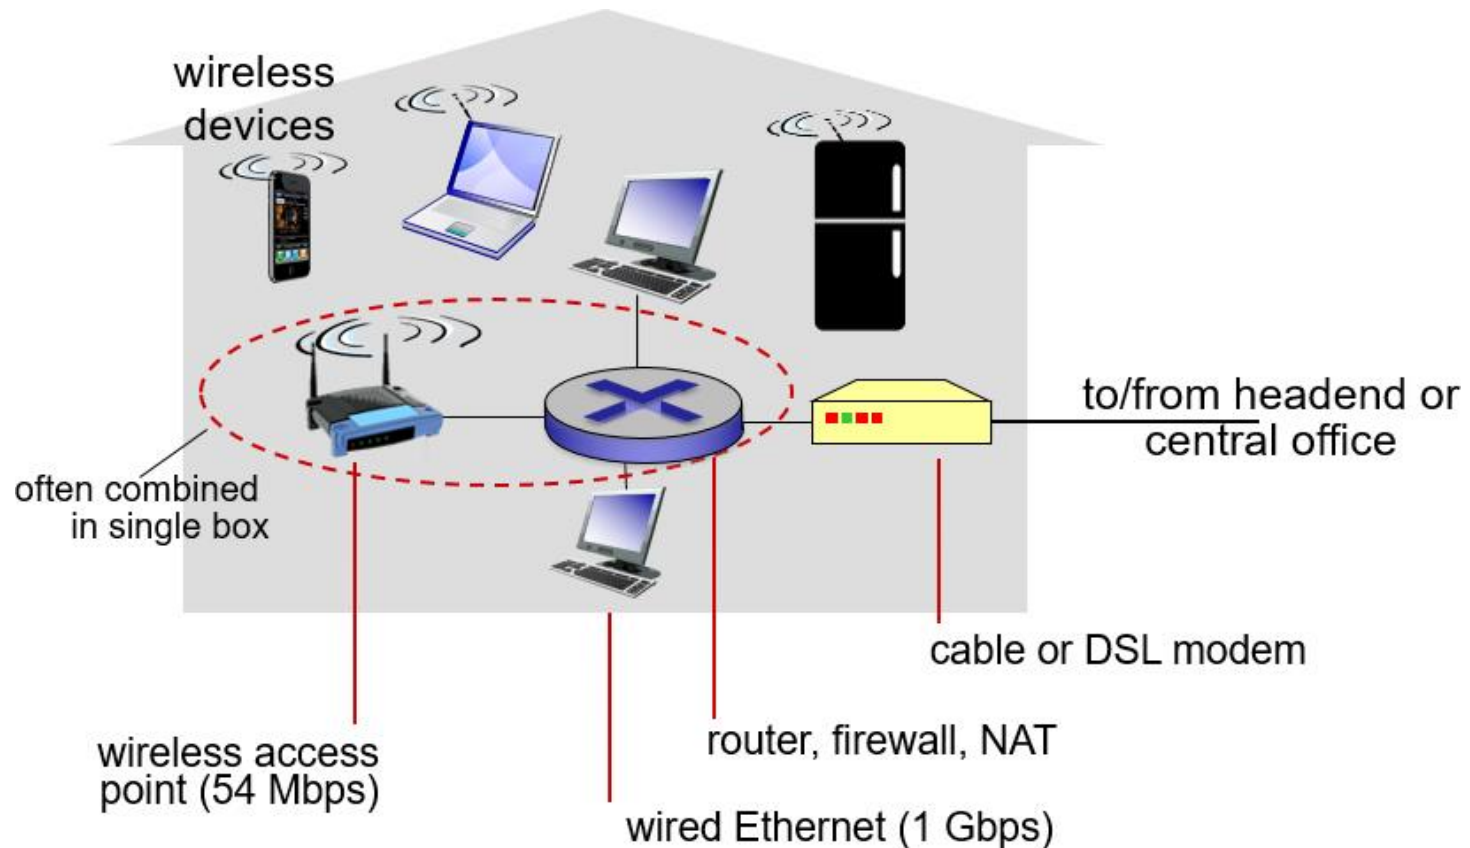 wireless
devices
to/from headend or
central office
often combined
in single box
cable or DSL modem
router, firewall, NAT
wireless access
point (54 Mbps)
wired Ethernet (1 Gbps)